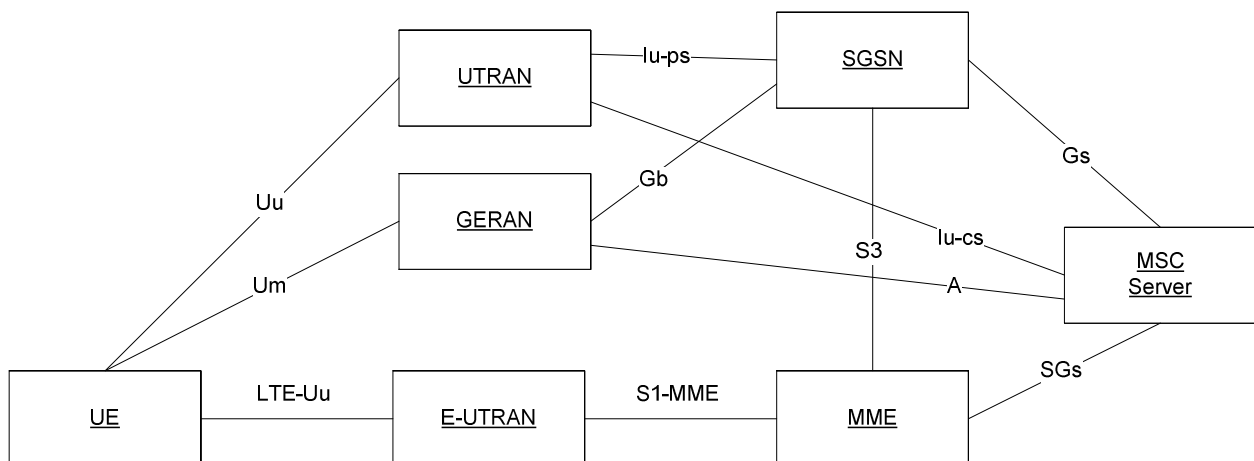 UTRAN
Iu-ps
SGSN
Gs
Gb
Uu
GERAN
Iu-cs
S3
MSC
Server
Um
A
SGs
UE
LTE-Uu
E-UTRAN
S1-MME
MME